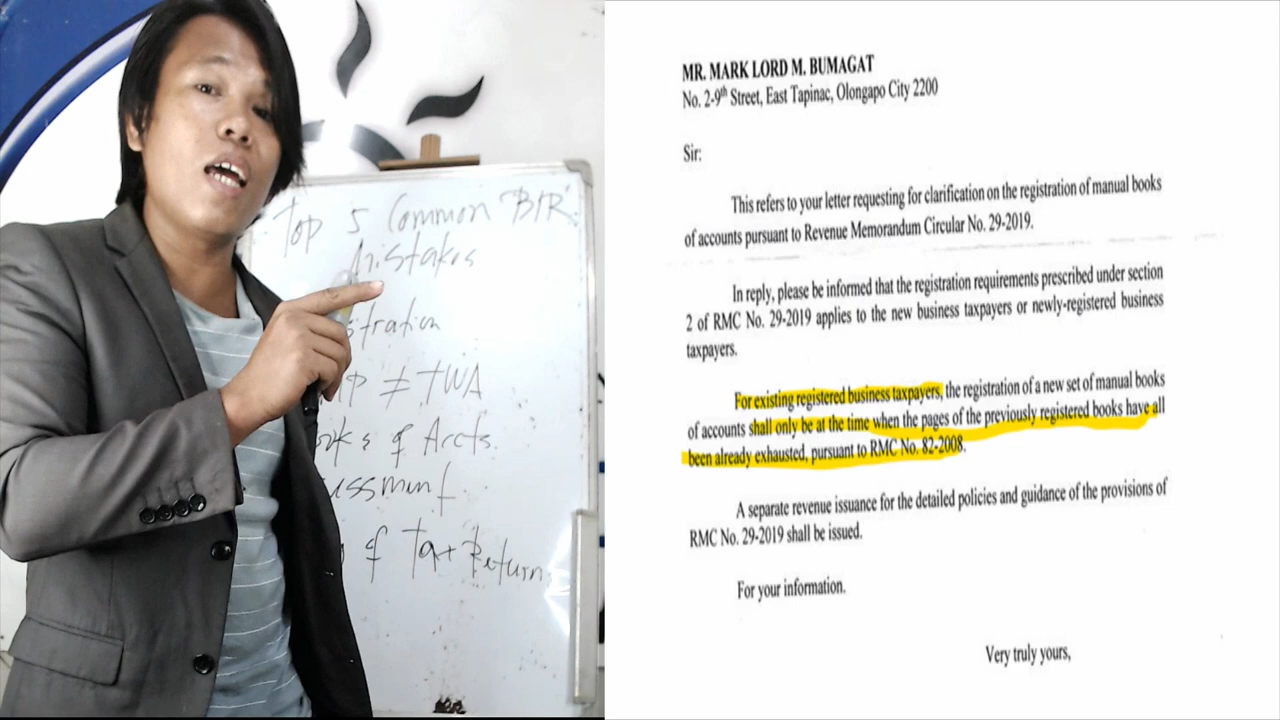 Top 5 Common BIR
Mistakes
stration
≠ TWA
ks of Accts.
ssment
of Tax Return
MR. MARK LORD M. BUMAGAT
No. 2-9th Street, East Tapinac, Olongapo City 2200
Sir:
This refers to your letter requesting for clarification on the registration of manual books
of accounts pursuant to Revenue Memorandum Circular No. 29-2019.
In reply, please be informed that the registration requirements prescribed under section
2 of RMC No. 29-2019 applies to the new business taxpayers or newly-registered business
taxpayers.
For existing registered business taxpayers, the registration of a new set of manual books
of accounts shall only be at the time when the pages of the previously registered books have all
been already exhausted, pursuant to RMC No. 82-2008.
A separate revenue issuance for the detailed policies and guidance of the provisions of
RMC No. 29-2019 shall be issued.
For your information.
Very truly yours,